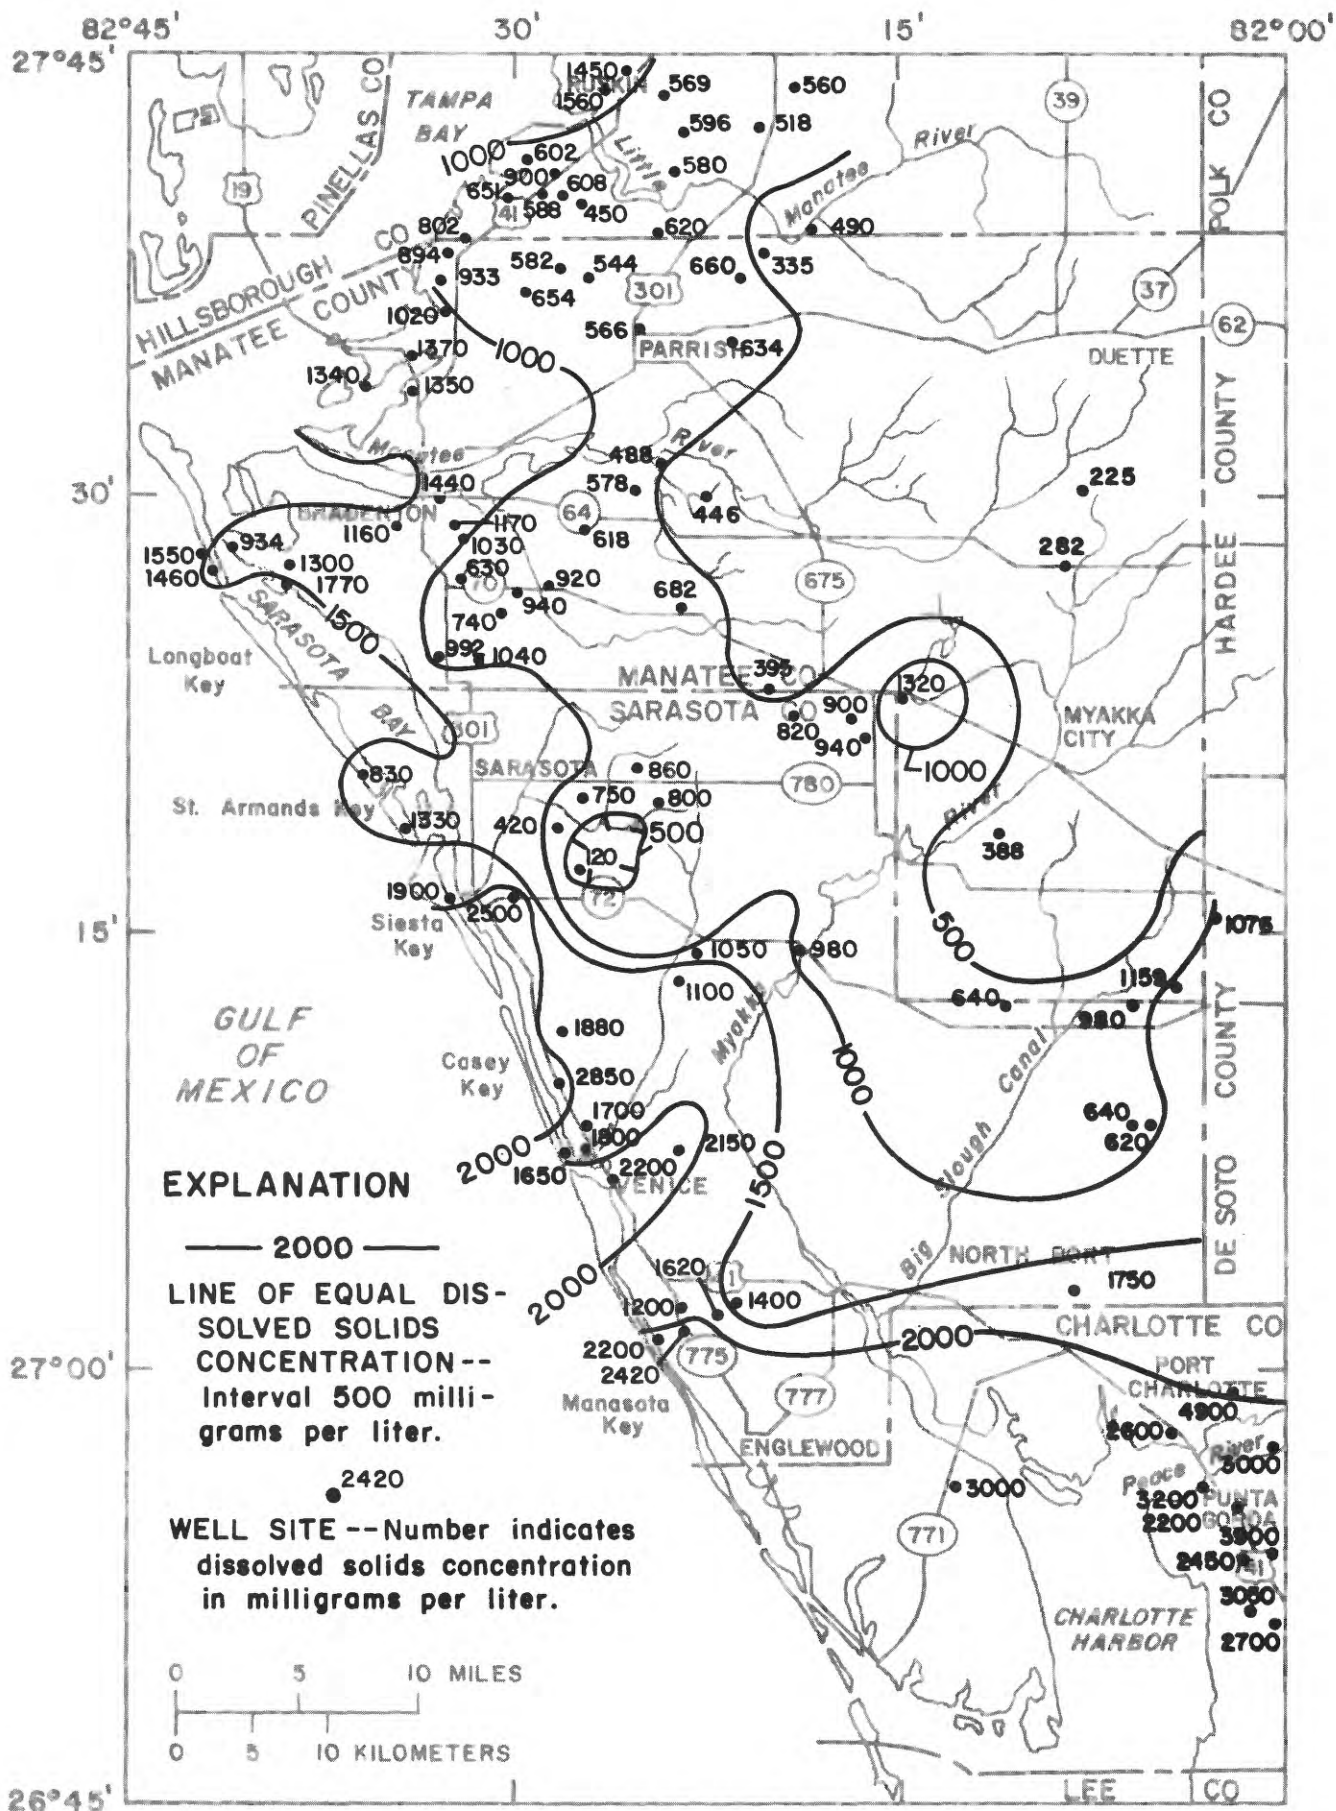 82°45'
30'
15'
82°00'
27°45'
TAMPA
BAY
PINELLAS CO
19
1450
RUSKIN
1560
569
560
39
POLK CO
596
518
River
Little
580
Manatee
1000
602
900
651
41
588
608
450
620
490
802
CO
894
933
582
544
660
335
654
301
37
HILLSBOROUGH
MANATEE COUNTY
1020
566
PARRISH
634
62
DUETTE
1370
1000
1340
1350
Manatee
River
488
HARDEE COUNTY
30'
1440
578
446
225
BRADENTON
64
1160
1170
618
1030
282
1550
934
1460
1300
1770
630
70
920
940
740
682
675
SARASOTA
BAY
1500
992
1040
Longboat
Key
MANATEE CO
SARASOTA CO
395
900
1320
820
940
MYAKKA
CITY
301
1000
830
SARASOTA
860
780
750
800
St. Armands Key
1330
420
500
120
River
388
1900
2500
72
Siesta
Key
15'
1050
980
500
1075
1100
1159
640
980
GULF
OF
MEXICO
1880
Myakka
Casey
Key
2850
1000
Canal
COUNTY
1700
1800
640
620
2000
1650
2150
2200
VENICE
1500
Slough
DE SOTO
EXPLANATION
2000
LINE OF EQUAL DIS-
SOLVED SOLIDS
CONCENTRATION--
Interval 500 milli-
grams per liter.
2420
WELL SITE--Number indicates
dissolved solids concentration
in milligrams per liter.
Big
NORTH PORT
1620
1
1750
2000
1200
1400
2000
CHARLOTTE CO
27°00'
2200
2420
775
PORT
CHARLOTTE
777
Manasota
Key
4900
2600
River
ENGLEWOOD
3000
Peace
3200
PUNTA
GORDA
2200
771
3900
2450
41
3050
CHARLOTTE
HARBOR
2700
0 5 10 MILES
0 5 10 KILOMETERS
26°45'
LEE CO